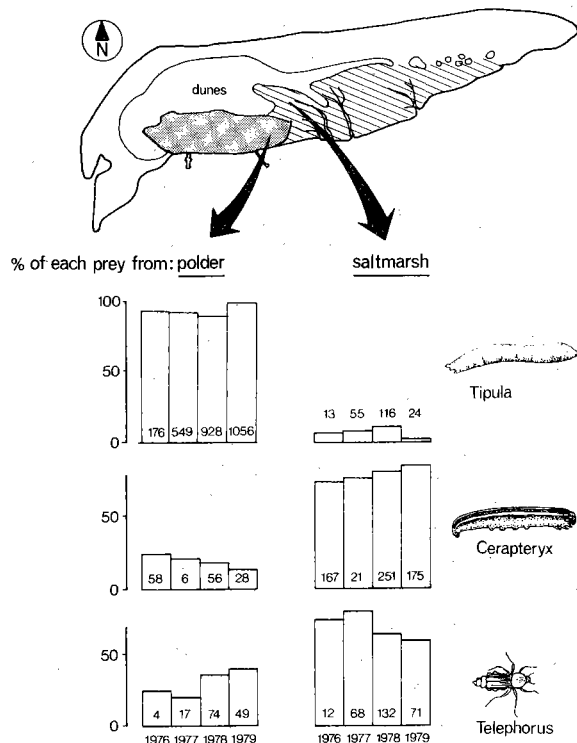 N
dunes
% of each prey from: polder
saltmarsh
100
0
176 549 928 1056
13 55 116 24
Tipula
50
0
58 6 56 28
167 21 251 175
Cerapteryx
50
0
4 17 74 49
12 68 132 71
Telephorus
1976 1977 1978 1979
1976 1977 1978 1979